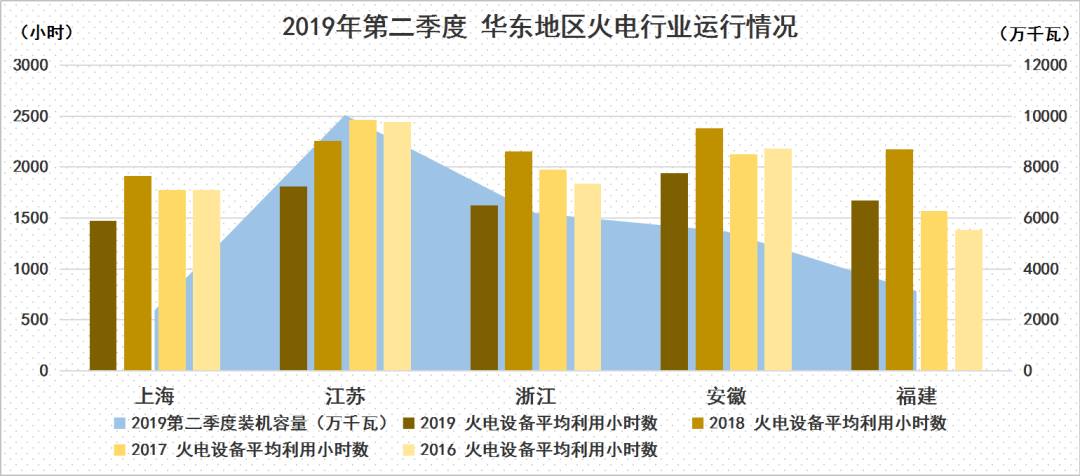 2019年第二季度 华东地区火电行业运行情况
（小时）
（万千瓦）
3000
2500
2000
1500
1000
500
0
12000
10000
8000
6000
4000
2000
0
上海 江苏 浙江 安徽 福建
2019第二季度装机容量（万千瓦） 2019 火电设备平均利用小时数 2018 火电设备平均利用小时数
2017 火电设备平均利用小时数 2016 火电设备平均利用小时数